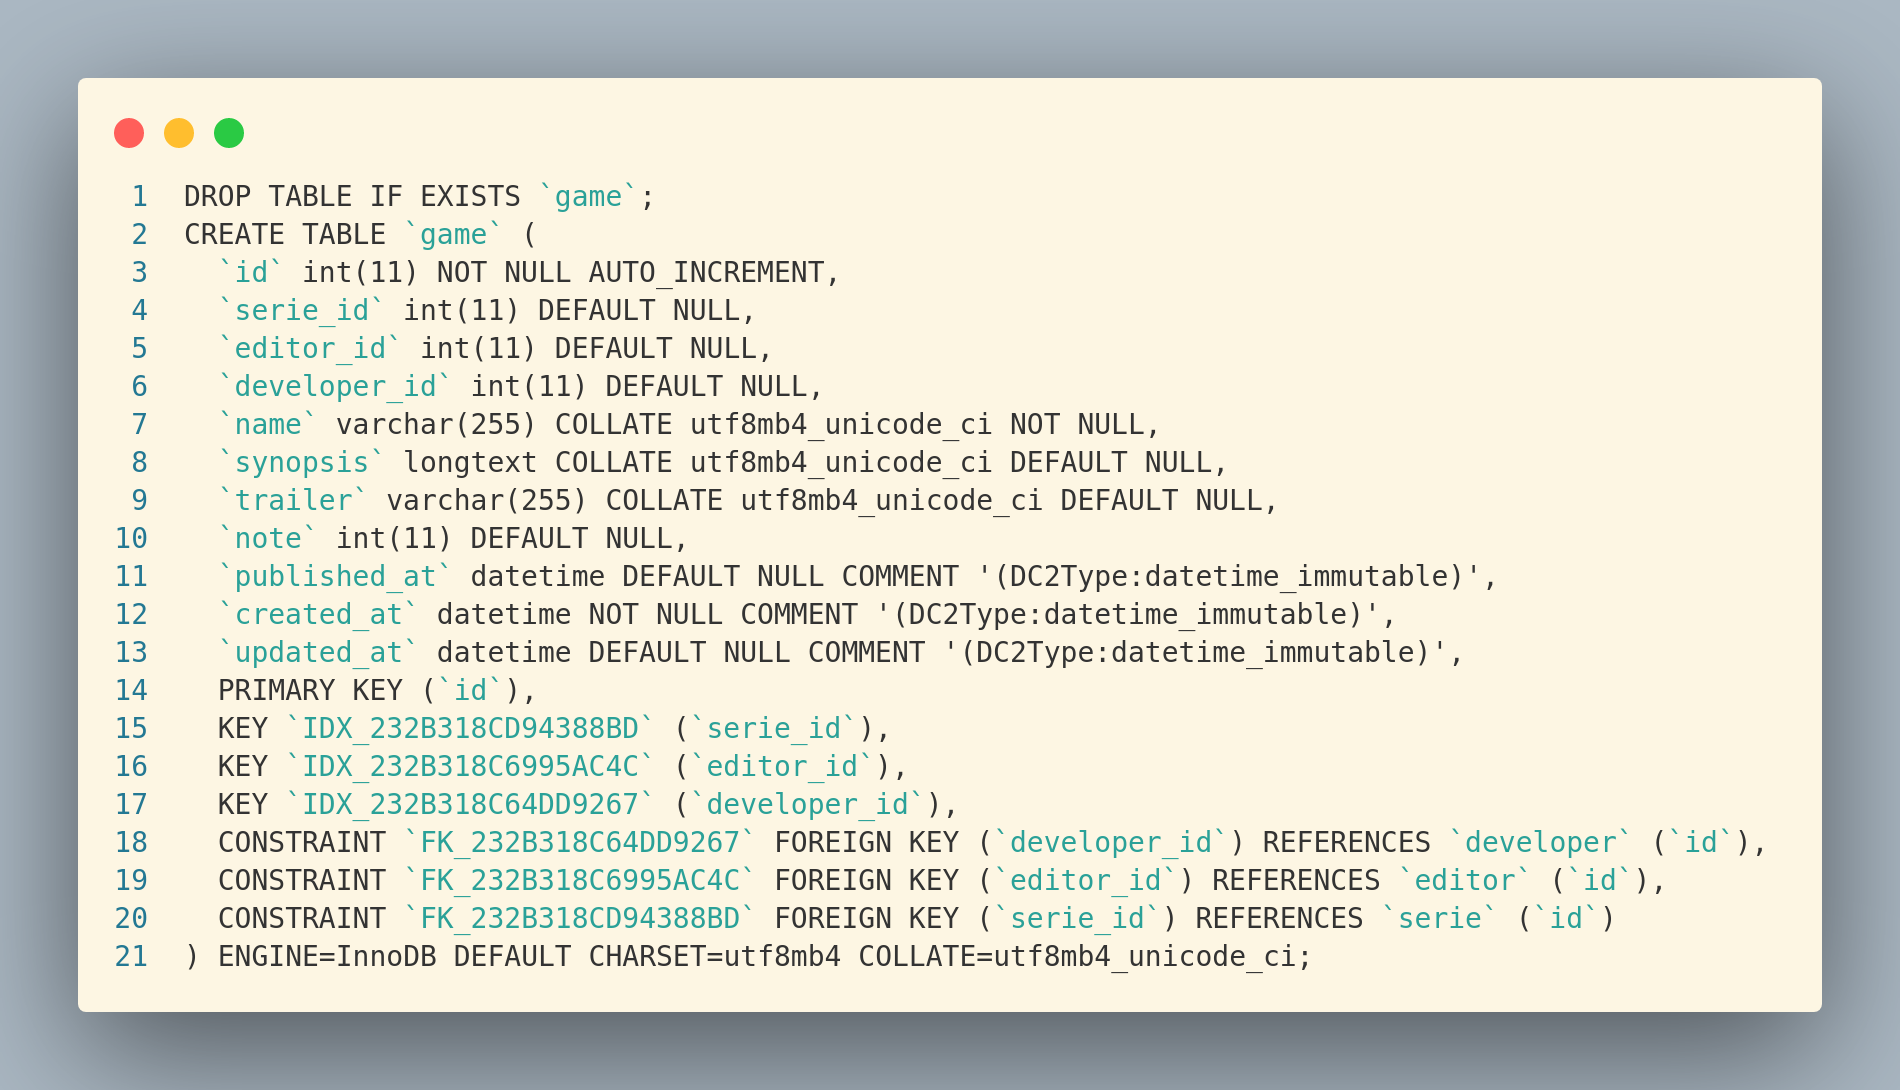 1 DROP TABLE IF EXISTS `game`;
2 CREATE TABLE `game` (
3   `id` int(11) NOT NULL AUTO_INCREMENT,
4   `serie_id` int(11) DEFAULT NULL,
5   `editor_id` int(11) DEFAULT NULL,
6   `developer_id` int(11) DEFAULT NULL,
7   `name` varchar(255) COLLATE utf8mb4_unicode_ci NOT NULL,
8   `synopsis` longtext COLLATE utf8mb4_unicode_ci DEFAULT NULL,
9   `trailer` varchar(255) COLLATE utf8mb4_unicode_ci DEFAULT NULL,
10   `note` int(11) DEFAULT NULL,
11   `published_at` datetime DEFAULT NULL COMMENT '(DC2Type:datetime_immutable)',
12   `created_at` datetime NOT NULL COMMENT '(DC2Type:datetime_immutable)',
13   `updated_at` datetime DEFAULT NULL COMMENT '(DC2Type:datetime_immutable)',
14   PRIMARY KEY (`id`),
15   KEY `IDX_232B318CD94388BD` (`serie_id`),
16   KEY `IDX_232B318C6995AC4C` (`editor_id`),
17   KEY `IDX_232B318C64DD9267` (`developer_id`),
18   CONSTRAINT `FK_232B318C64DD9267` FOREIGN KEY (`developer_id`) REFERENCES `developer` (`id`),
19   CONSTRAINT `FK_232B318C6995AC4C` FOREIGN KEY (`editor_id`) REFERENCES `editor` (`id`),
20   CONSTRAINT `FK_232B318CD94388BD` FOREIGN KEY (`serie_id`) REFERENCES `serie` (`id`)
21 ) ENGINE=InnoDB DEFAULT CHARSET=utf8mb4 COLLATE=utf8mb4_unicode_ci;